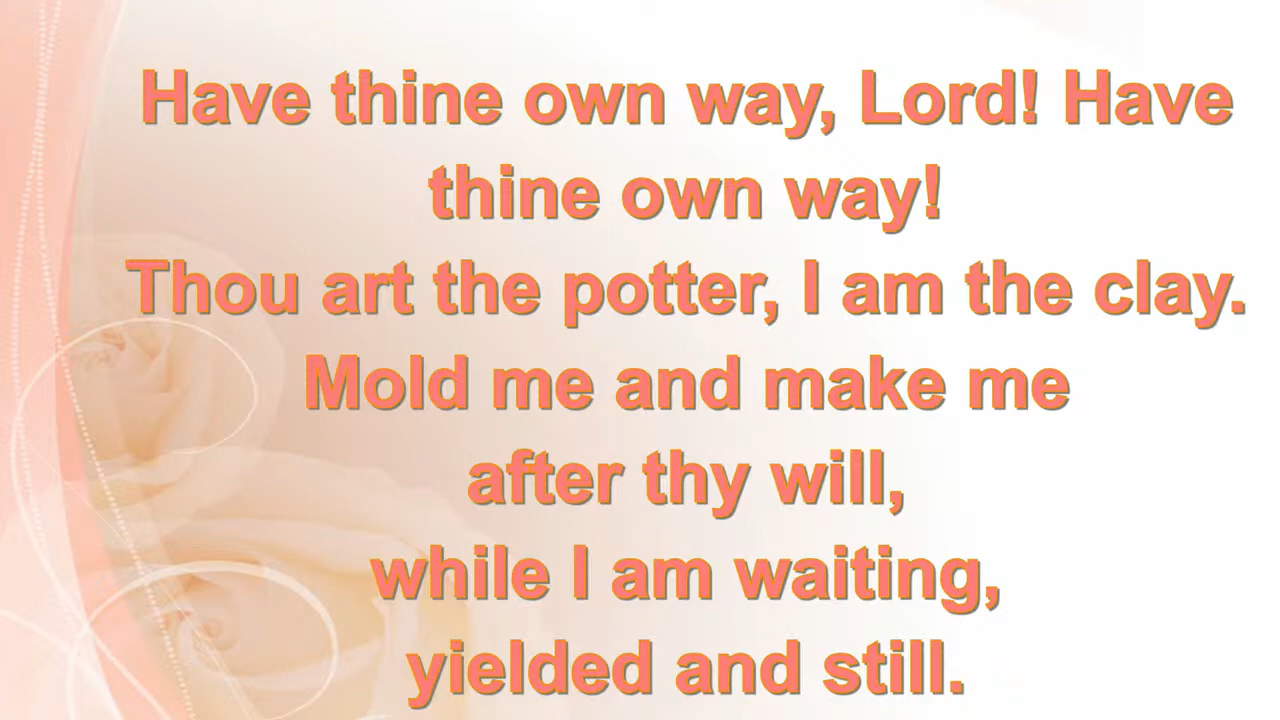 Have thine own way, Lord! Have
thine own way!
Thou art the potter, I am the clay.
Mold me and make me
after thy will,
while I am waiting,
yielded and still.